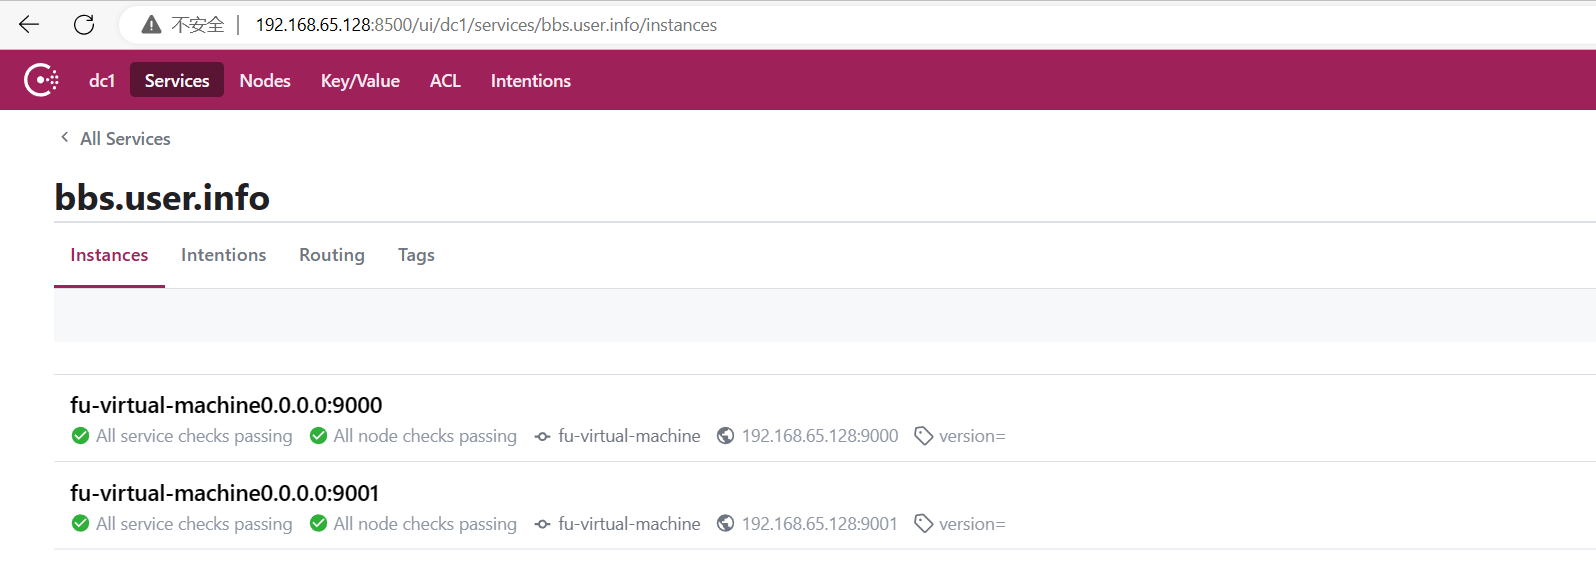 不安全 192.168.65.128:8500/ui/dc1/services/bbs.user.info/instances
dc1 Services Nodes Key/Value ACL Intentions
All Services
bbs.user.info
Instances Intentions Routing Tags
fu-virtual-machine0.0.0.0:9000
All service checks passing All node checks passing fu-virtual-machine 192.168.65.128:9000 version=
fu-virtual-machine0.0.0.0:9001
All service checks passing All node checks passing fu-virtual-machine 192.168.65.128:9001 version=